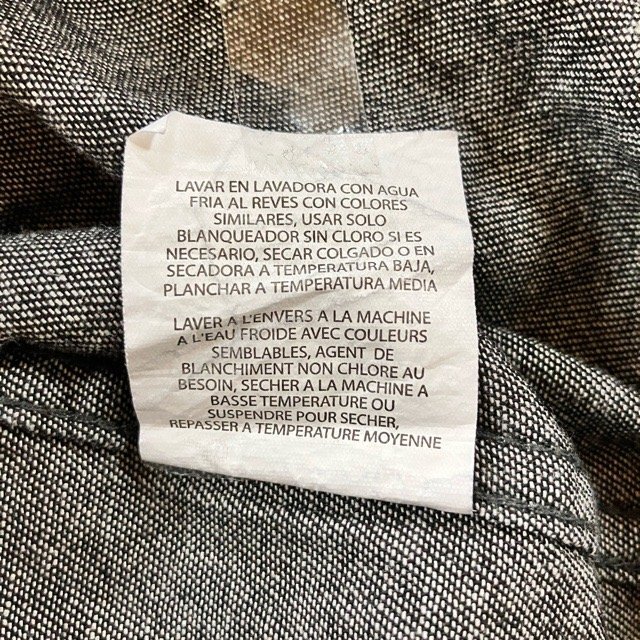 LAVAR EN LAVADORA CON AGUA
FRIA AL REVES CON COLORES
SIMILARES, USAR SOLO
BLANQUEADOR SIN CLORO SI ES
NECESARIO, SECAR COLGADO O EN
SECADORA A TEMPERATURA BAJA,
PLANCHAR A TEMPERATURA MEDIA
LAVER A L'ENVERS A LA MACHINE
A L'EAU FROIDE AVEC COULEURS
SEMBLABLES, AGENT DE
BLANCHIMENT NON CHLORE AU
BESOIN, SECHER A LA MACHINE A
BASSE TEMPERATURE OU
SUSPENDRE POUR SECHER,
REPASSER A TEMPERATURE MOYENNE